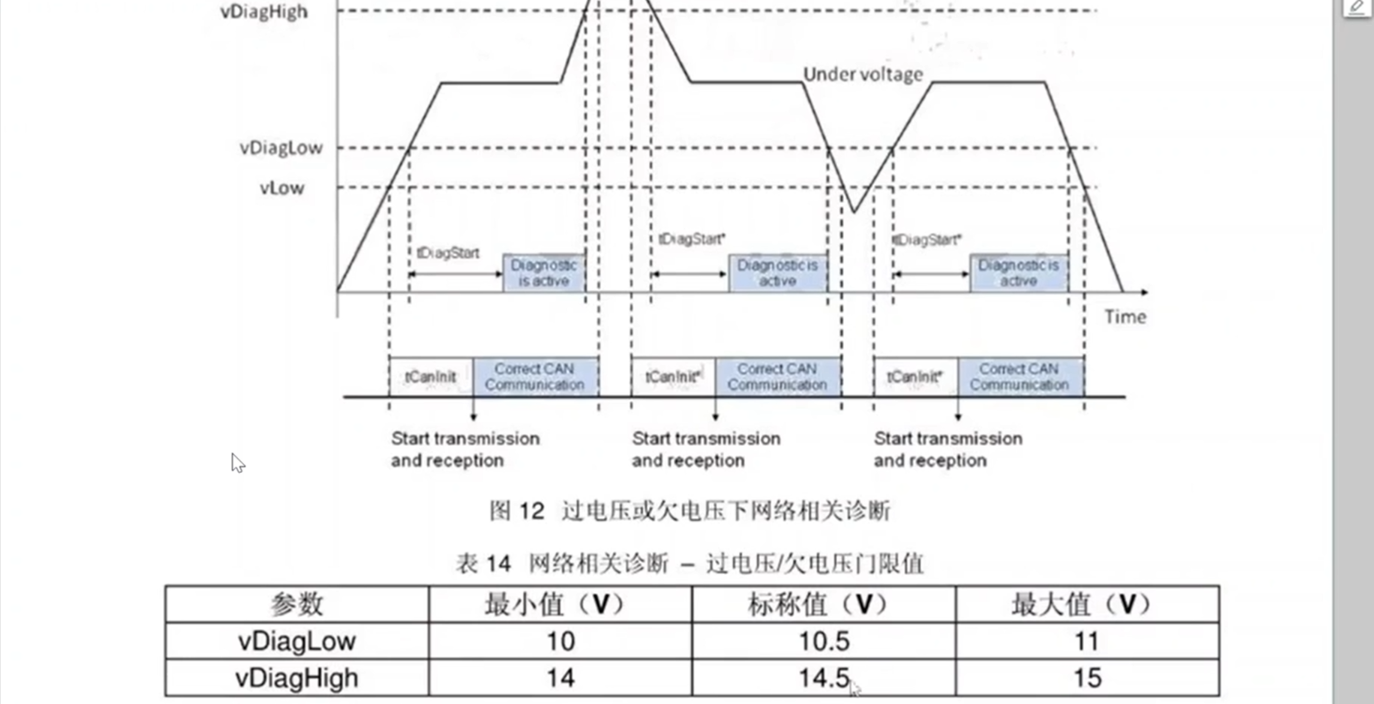 vDiagHigh
Under voltage
vDiagLow
vLow
tDiagStart
tDiagStart*
tDiagStart*
Diagnostic
is active
Diagnostic is
active
Diagnostic is
active
Time
tCanInit
Correct CAN
Communication
tCanInit*
Correct CAN
Communication
tCanInit*
Correct CAN
Communication
Start transmission
and reception
Start transmission
and reception
Start transmission
and reception
图 12 过电压或欠电压下网络相关诊断
表 14 网络相关诊断 – 过电压/欠电压门限值
参数 最小值（V） 标称值（V） 最大值（V）
vDiagLow 10 10.5 11
vDiagHigh 14 14.5 15